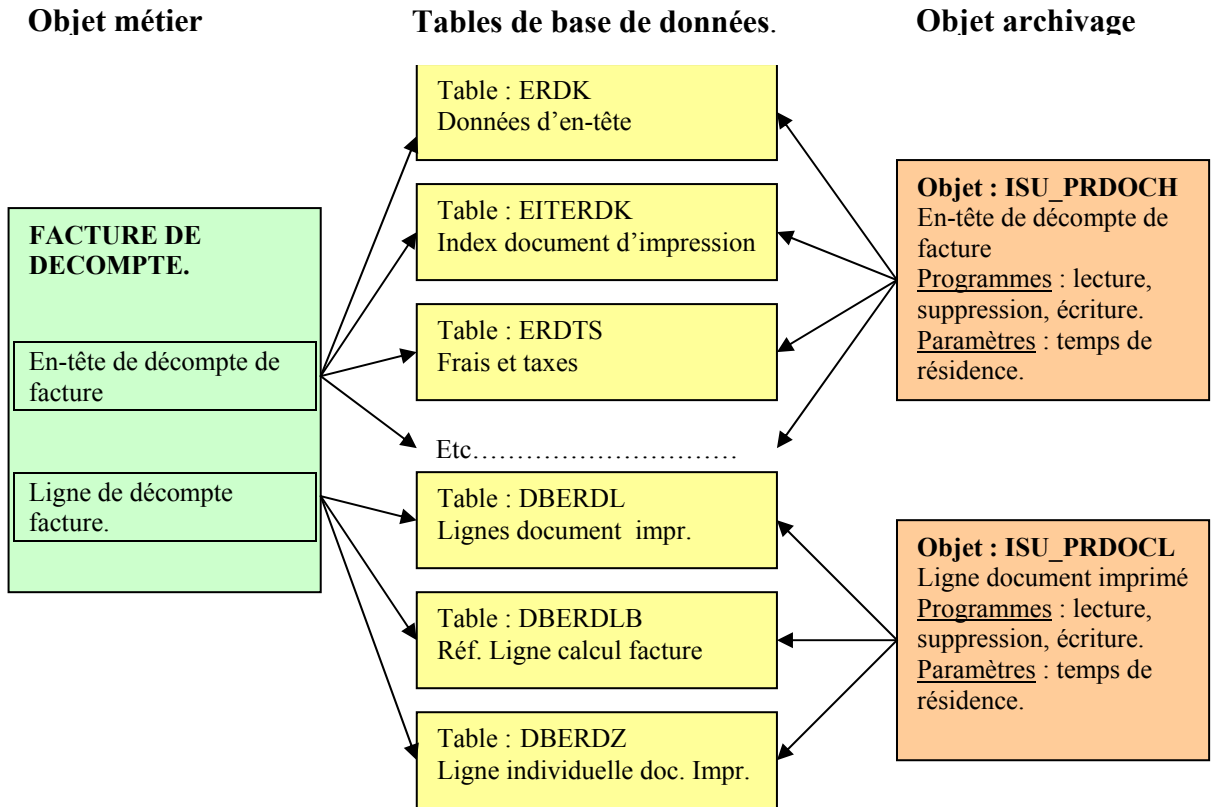 Objet métier
Tables de base de données.
Objet archivage
FACTURE DE
DECOMPTE.
En-tête de décompte de
facture
Ligne de décompte
facture.
Table : ERDK
Données d’en-tête
Table : EITERDK
Index document d’impression
Table : ERDTS
Frais et taxes
Etc…………………………
Table : DBERDL
Lignes document  impr.
Table : DBERDLB
Réf. Ligne calcul facture
Table : DBERDZ
Ligne individuelle doc. Impr.
Objet : ISU_PRDOCH
En-tête de décompte de
facture
Programmes : lecture,
suppression, écriture.
Paramètres : temps de
résidence.
Objet : ISU_PRDOCL
Ligne document imprimé
Programmes : lecture,
suppression, écriture.
Paramètres : temps de
résidence.